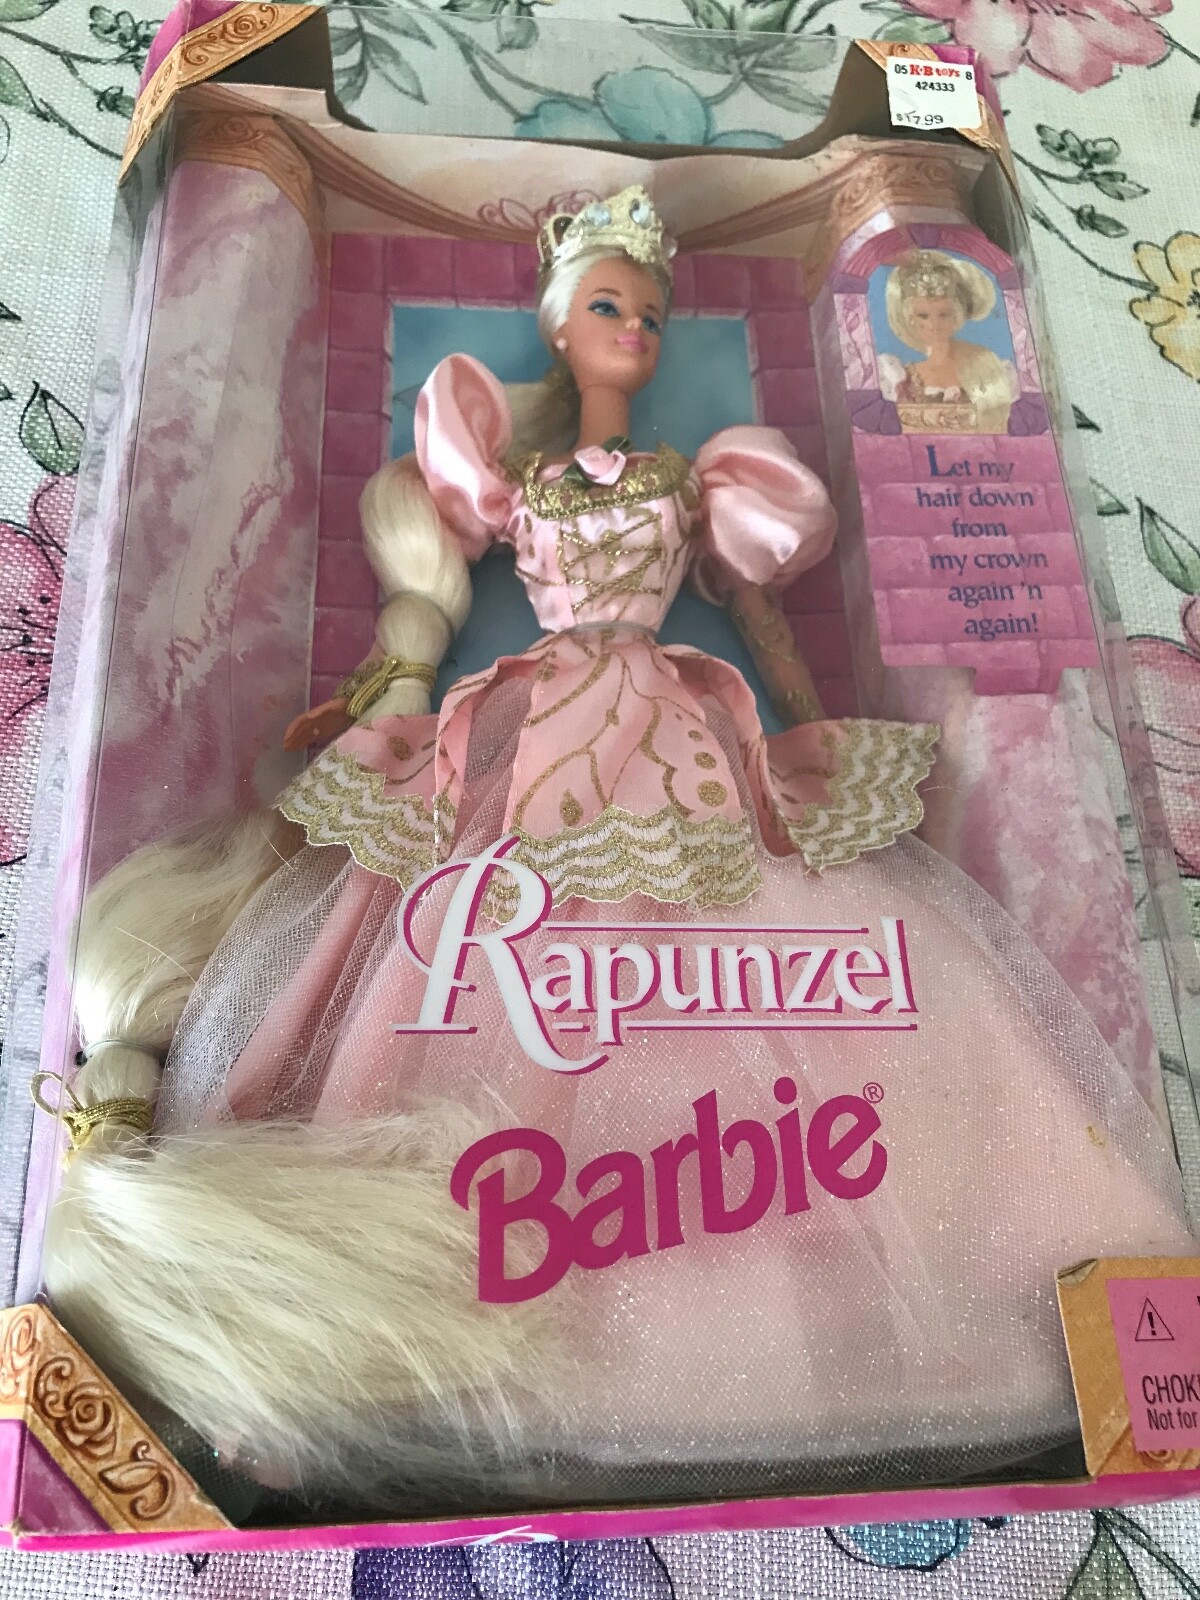 05 K·B toys 8
424333
$17.99
Let my
hair down
from
my crown
again 'n
again!
Rapunzel
Barbie®
CHOK
Not for